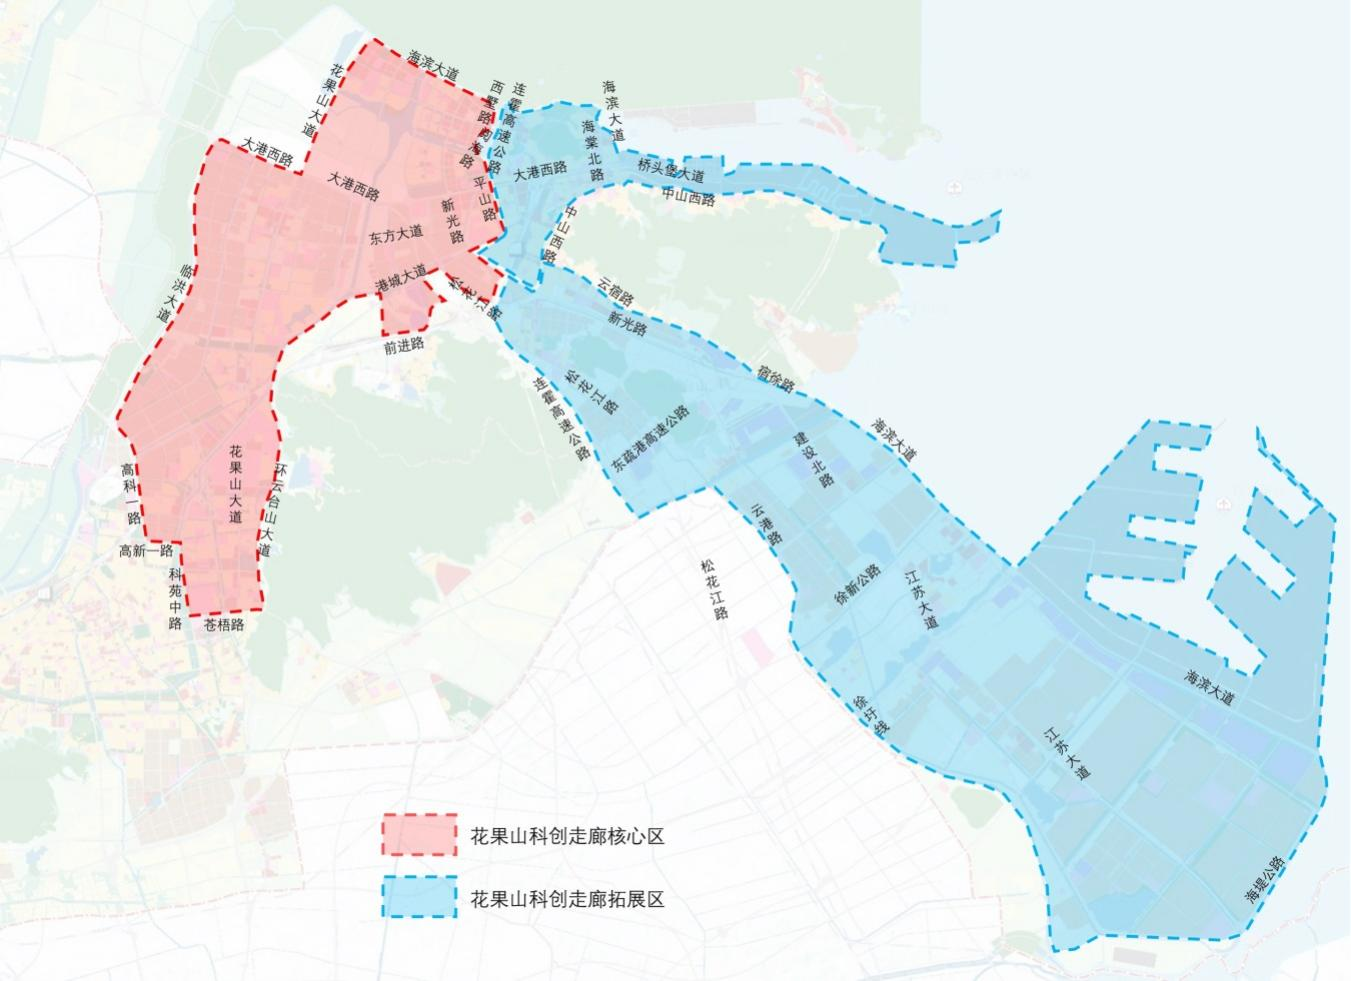 海滨大道
花果山大道
西墅路
连霍高速公路
海滨大道
大港西路
韵海路
大港西路
海棠北路
桥头堡大道
大港西路
平山路
中山西路
新光路
东方大道
中山西路
临洪大道
港城大道
松花江路
云宿路
新光路
前进路
宿徐路
连霍高速公路
松花江路
东疏港高速公路
海滨大道
建设北路
花果山大道
环云台山大道
高科一路
高新一路
云港路
科苑中路
苍梧路
松花江路
徐新公路
江苏大道
海滨大道
徐圩线
江苏大道
花果山科创走廊核心区
花果山科创走廊拓展区
海堤公路